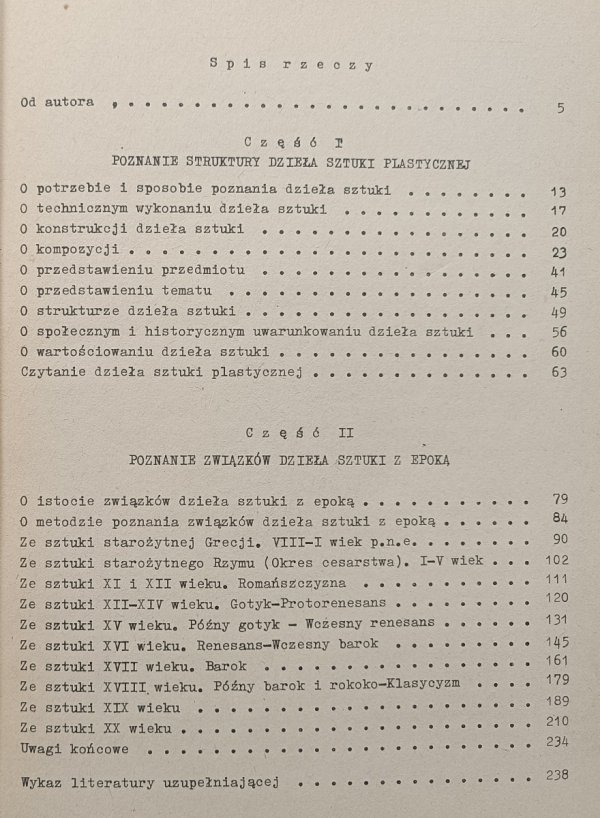 Spis rzeczy
Od autora , . . . . . . . . . . . . . . . . . . . . . . . . . 5
Część I
POZNANIE STRUKTURY DZIEŁA SZTUKI PLASTYCZNEJ
O potrzebie i sposobie poznania dzieła sztuki . . . . . . . . 13
O technicznym wykonaniu dzieła sztuki . . . . . . . . . . . . 17
O konstrukcji dzieła sztuki . . . . . . . . . . . . . . . . . 20
O kompozycji . . . . . . . . . . . . . . . . . . . . . . . . . 23
O przedstawieniu przedmiotu . . . . . . . . . . . . . . . . . 41
O przedstawieniu tematu . . . . . . . . . . . . . . . . . . . 45
O strukturze dzieła sztuki . . . . . . . . . . . . . . . . . . 49
O społecznym i historycznym uwarunkowaniu dzieła sztuki . . . 56
O wartościowaniu dzieła sztuki . . . . . . . . . . . . . . . . 60
Czytanie dzieła sztuki plastycznej . . . . . . . . . . . . . . 63
Część II
POZNANIE ZWIĄZKÓW DZIEŁA SZTUKI Z EPOKĄ
O istocie związków dzieła sztuki z epoką . . . . . . . . . . . 79
O metodzie poznania związków dzieła sztuki z epoką . . . . . . 84
Ze sztuki starożytnej Grecji. VIII-I wiek p.n.e. . . . . . . . 90
Ze sztuki starożytnego Rzymu (Okres cesarstwa). I-V wiek . . . 102
Ze sztuki XI i XII wieku. Romańszczyzna . . . . . . . . . . . 111
Ze sztuki XII-XIV wieku. Gotyk-Protorenesans . . . . . . . . . 120
Ze sztuki XV wieku. Późny gotyk - Wczesny renesans . . . . . . 131
Ze sztuki XVI wieku. Renesans-Wczesny barok . . . . . . . . . 145
Ze sztuki XVII wieku. Barok . . . . . . . . . . . . . . . . . 161
Ze sztuki XVIII wieku. Późny barok i rokoko-Klasycyzm . . . . 179
Ze sztuki XIX wieku . . . . . . . . . . . . . . . . . . . . . 189
Ze sztuki XX wieku . . . . . . . . . . . . . . . . . . . . . . 210
Uwagi końcowe . . . . . . . . . . . . . . . . . . . . . . . . 234
Wykaz literatury uzupełniającej . . . . . . . . . . . . . . . 238